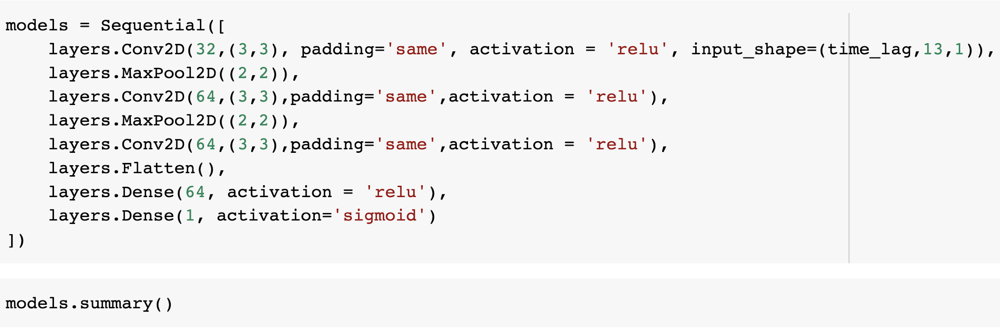 models = Sequential([
    layers.Conv2D(32,(3,3), padding='same', activation = 'relu', input_shape=(time_lag,13,1)),
    layers.MaxPool2D((2,2)),
    layers.Conv2D(64,(3,3),padding='same',activation = 'relu'),
    layers.MaxPool2D((2,2)),
    layers.Conv2D(64,(3,3),padding='same',activation = 'relu'),
    layers.Flatten(),
    layers.Dense(64, activation = 'relu'),
    layers.Dense(1, activation='sigmoid')
])
models.summary()